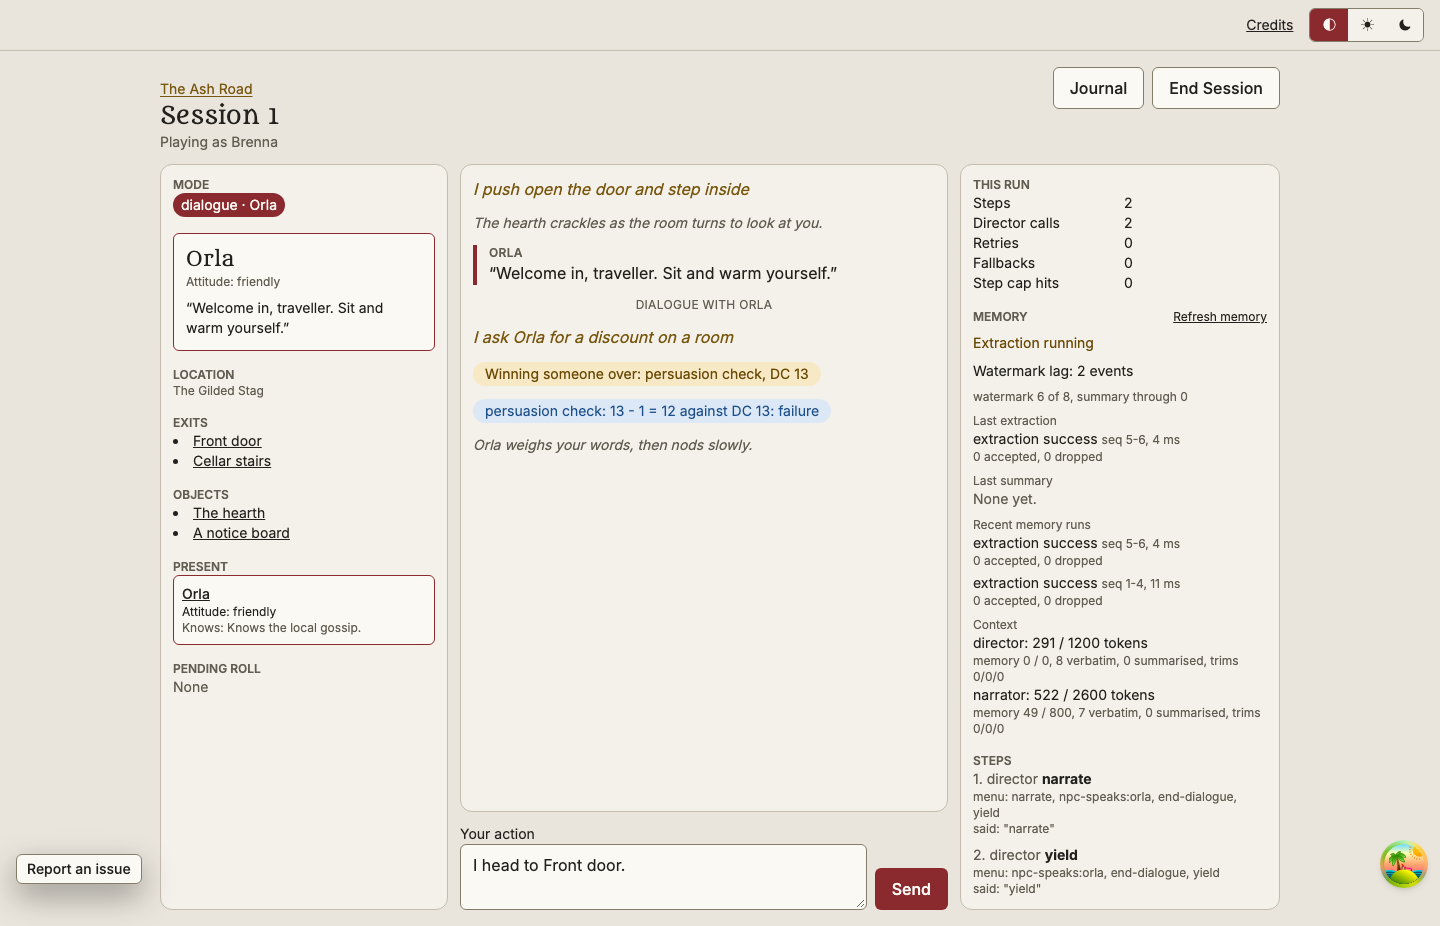 Credits
The Ash Road
Session 1
Playing as Brenna
Journal
End Session
MODE
dialogue · Orla
Orla
Attitude: friendly
“Welcome in, traveller. Sit and
warm yourself.”
LOCATION
The Gilded Stag
EXITS
Front door
Cellar stairs
OBJECTS
The hearth
A notice board
PRESENT
Orla
Attitude: friendly
Knows: Knows the local gossip.
PENDING ROLL
None
I push open the door and step inside
The hearth crackles as the room turns to look at you.
ORLA
“Welcome in, traveller. Sit and warm yourself.”
DIALOGUE WITH ORLA
I ask Orla for a discount on a room
Winning someone over: persuasion check, DC 13
persuasion check: 13 - 1 = 12 against DC 13: failure
Orla weighs your words, then nods slowly.
Your action
I head to Front door.
Send
THIS RUN
Steps 2
Director calls 2
Retries 0
Fallbacks 0
Step cap hits 0
MEMORY Refresh memory
Extraction running
Watermark lag: 2 events
watermark 6 of 8, summary through 0
Last extraction
extraction success seq 5-6, 4 ms
0 accepted, 0 dropped
Last summary
None yet.
Recent memory runs
extraction success seq 5-6, 4 ms
0 accepted, 0 dropped
extraction success seq 1-4, 11 ms
0 accepted, 0 dropped
Context
director: 291 / 1200 tokens
memory 0 / 0, 8 verbatim, 0 summarised, trims
0/0/0
narrator: 522 / 2600 tokens
memory 49 / 800, 7 verbatim, 0 summarised, trims
0/0/0
STEPS
1. director narrate
menu: narrate, npc-speaks:orla, end-dialogue,
yield
said: "narrate"
2. director yield
menu: npc-speaks:orla, end-dialogue, yield
said: "yield"
Report an issue